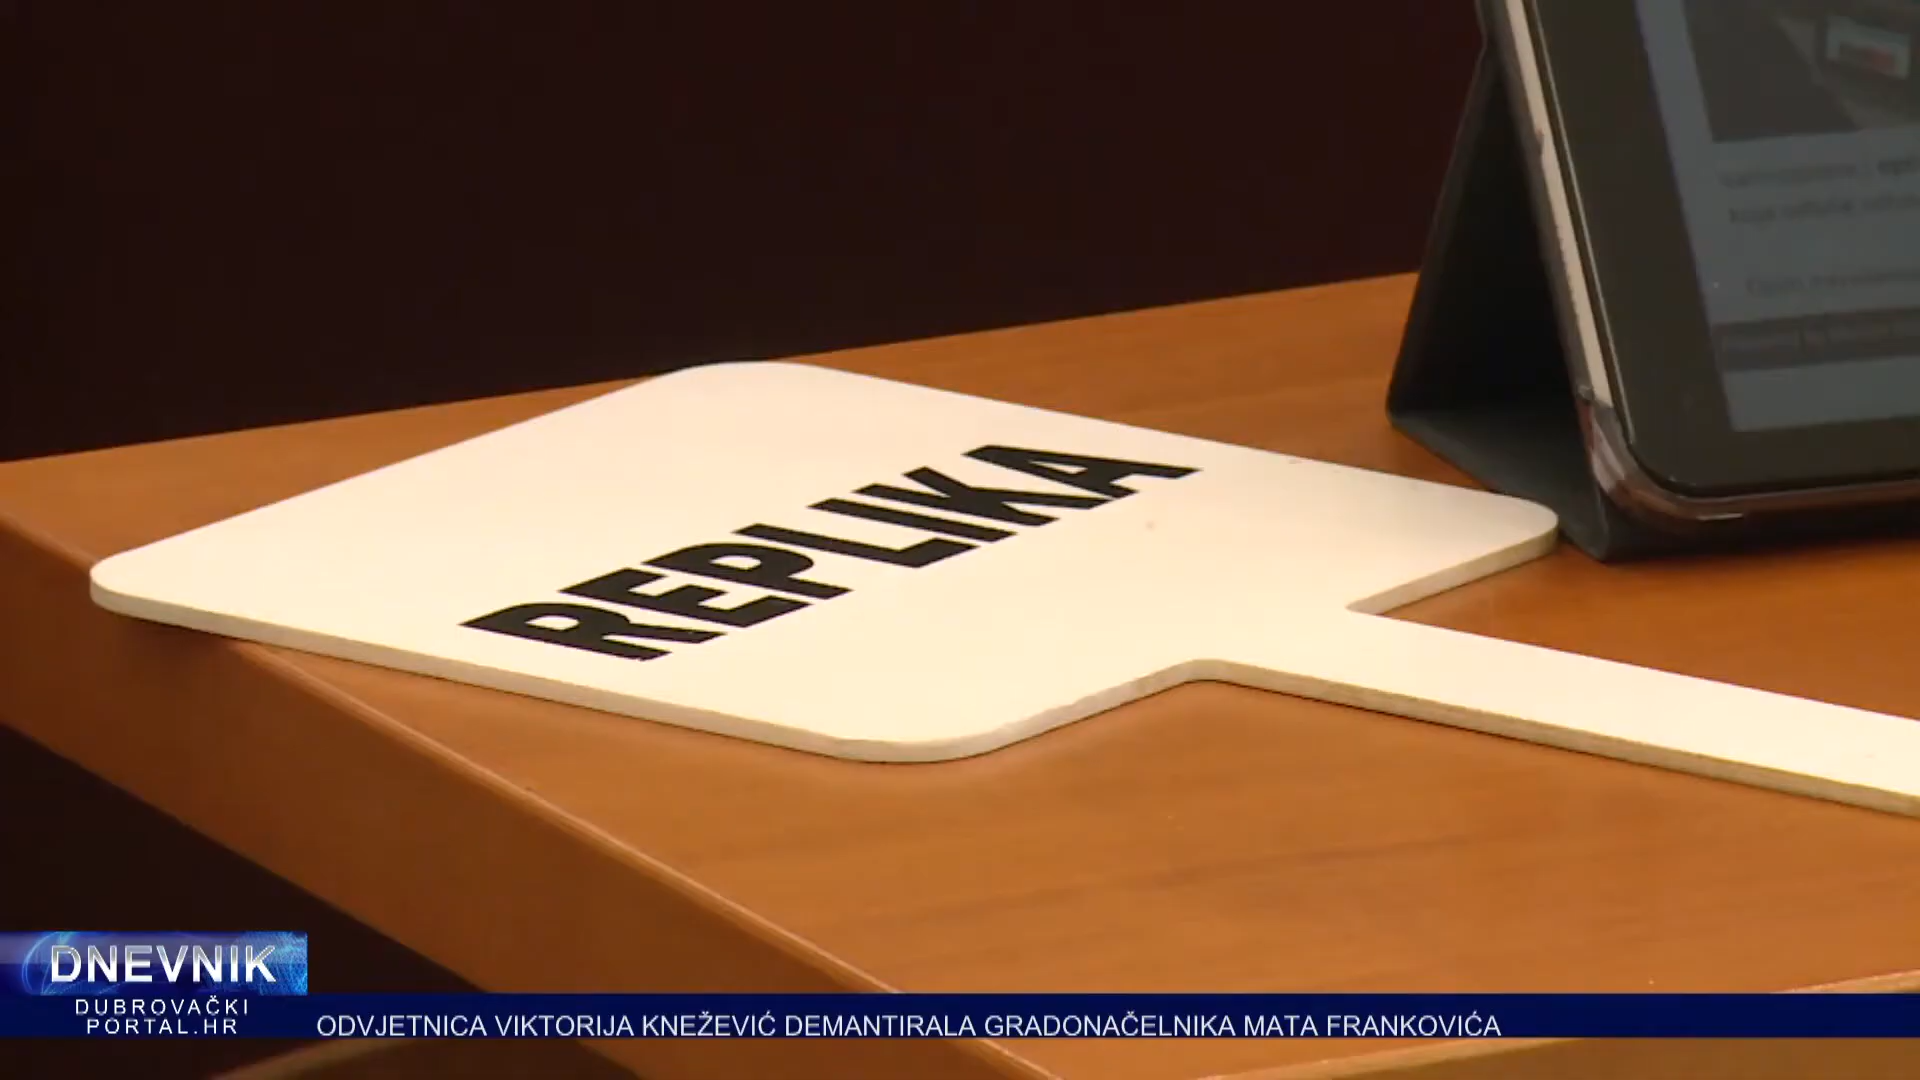 REPLIKA
DNEVNIK
DUBROVAČKI
PORTAL.HR
ODVJETNICA VIKTORIJA KNEŽEVIĆ DEMANTIRALA GRADONAČELNIKA MATA FRANKOVIĆA